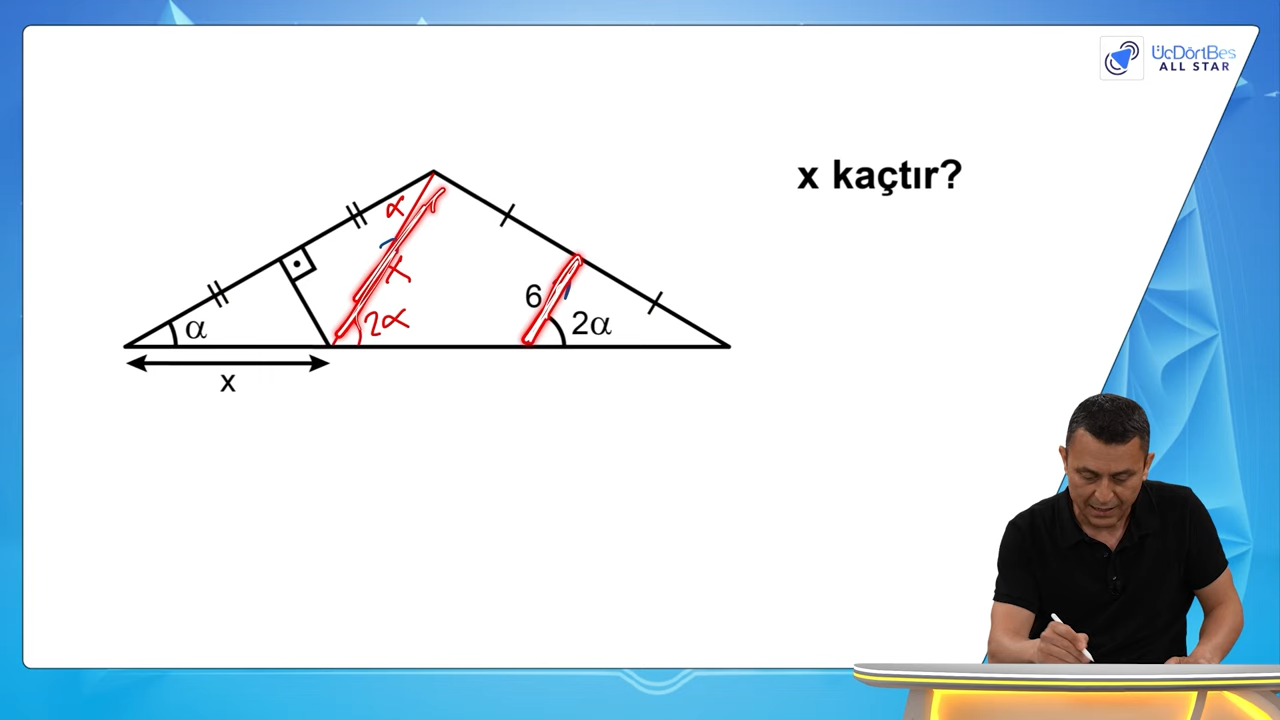 ÜçDörtBeş
ALL STAR
x kaçtır?
α
x
2α
6
2α
α
x